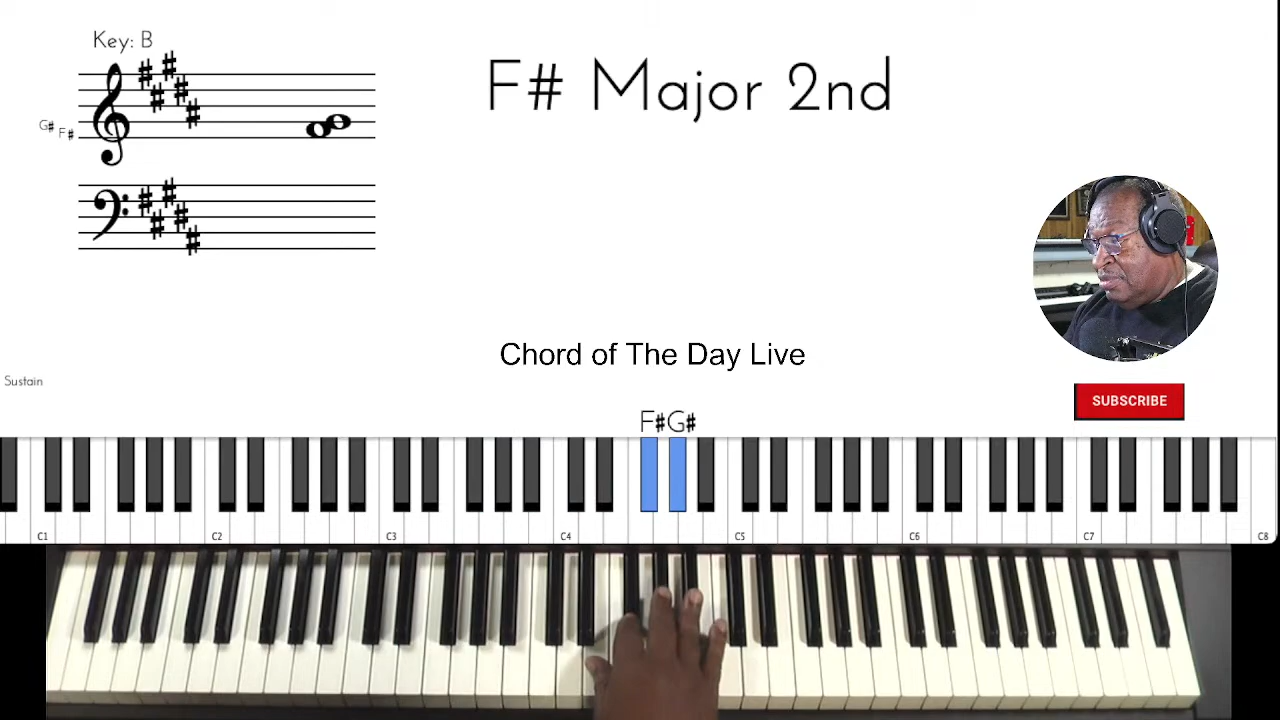 Key: B
F# Major 2nd
G#
F#
Chord of The Day Live
Sustain
SUBSCRIBE
F#G#
C1 C2 C3 C4 C5 C6 C7 C8